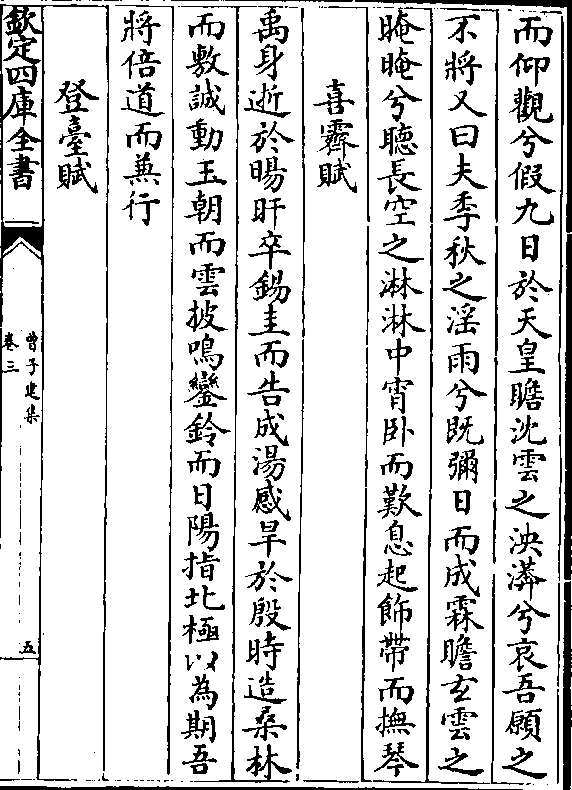 而仰觀兮假九日於天皇瞻沈雲之泱漭兮哀吾願之
不將又曰夫季秋之淫雨兮既彌日而成霖瞻玄雲之
晻晻兮聽長空之淋淋中宵卧而歎息起飾帶而撫琴
喜霽賦
禹身逝於暘旰卒錫圭而告成湯感旱於殷時造桑林
而敷誠動玉朝而雲披鳴鑾鈴而日陽指北極以為期吾
將倍道而兼行
登臺賦
欽定四庫全書
曹子建集
卷三
五